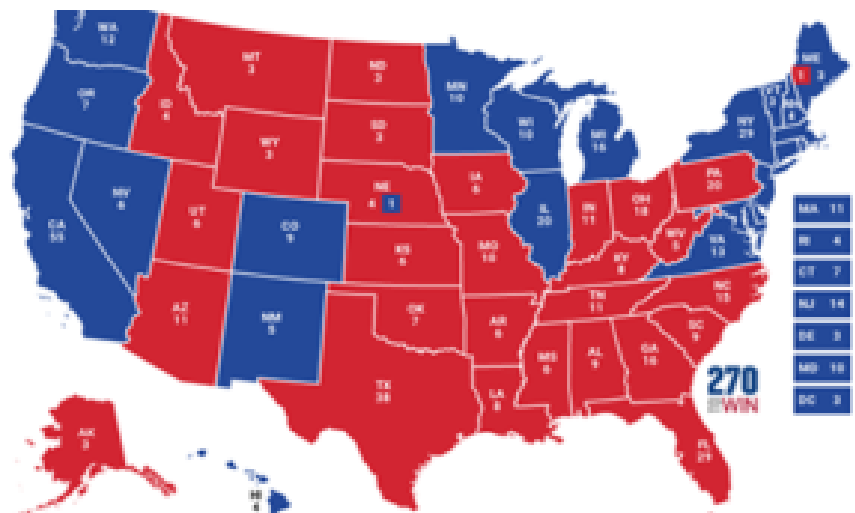 WA
12
OR
7
CA
55
NV
6
ID
4
MT
3
WY
3
UT
6
AZ
11
CO
9
NM
5
ND
3
SD
3
NE
4 1
KS
6
OK
7
TX
38
MN
10
IA
6
MO
10
AR
6
LA
8
WI
10
IL
20
MI
16
IN
11
OH
18
KY
8
TN
11
MS
6
AL
9
GA
16
FL
29
SC
9
NC
15
VA
13
WV
5
PA
20
NY
29
VT
3
NH
4
ME
1 3
MA 11
RI 4
CT 7
NJ 14
DE 3
MD 10
DC 3
AK
3
HI
4
270
WIN